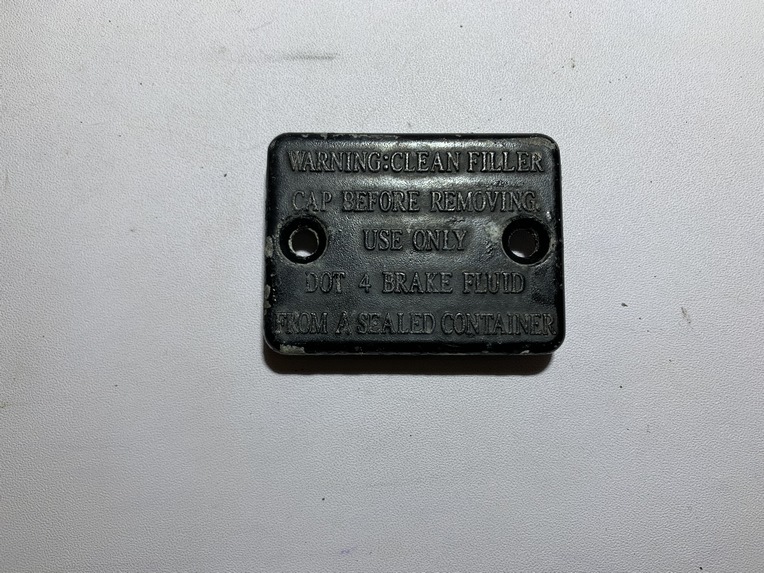 WARNING:CLEAN FILLER
CAP BEFORE REMOVING.
USE ONLY
DOT 4 BRAKE FLUID
FROM A SEALED CONTAINER